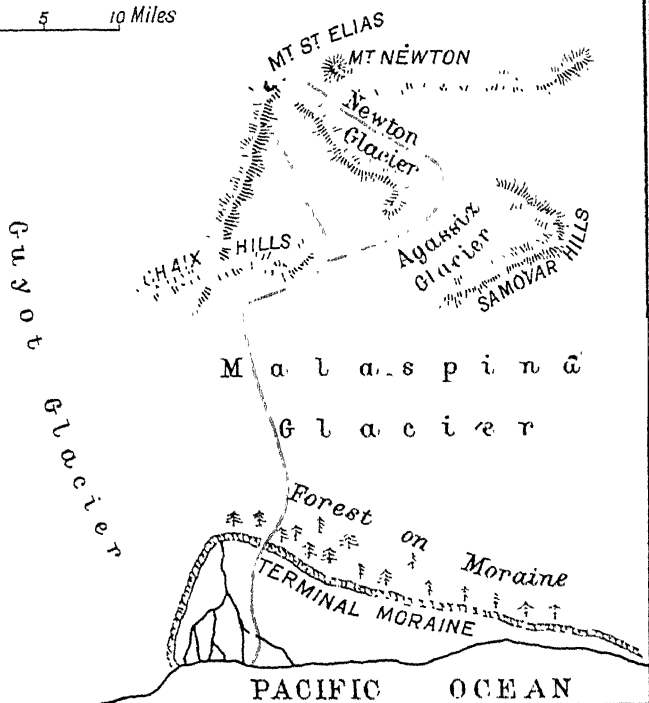 5 10 Miles
MT ST ELIAS
MT NEWTON
Newton
Glacier
CHAIX HILLS
Agassiz
Glacier
SAMOVAR HILLS
Guyot Glacier
Malaspina
Glacier
Forest on Moraine
TERMINAL MORAINE
PACIFIC OCEAN